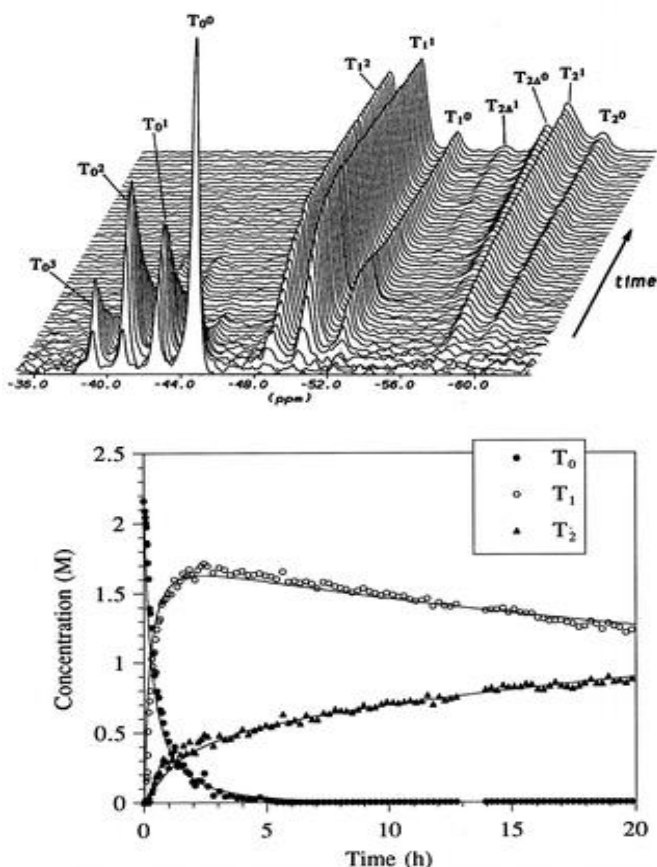 T₀⁰
T₁²
T₁¹
T₁⁰
T₂Δ¹
T₂Δ⁰
T₂¹
T₂⁰
T₀²
T₀¹
T₀³
time
-36.0 -40.0 -44.0 -48.0 -52.0 -56.0 -60.0
(ppm)
2.5
2
1.5
1
0.5
0
Concentration (M)
T₀
T₁
T₂
0 5 10 15 20
Time (h)